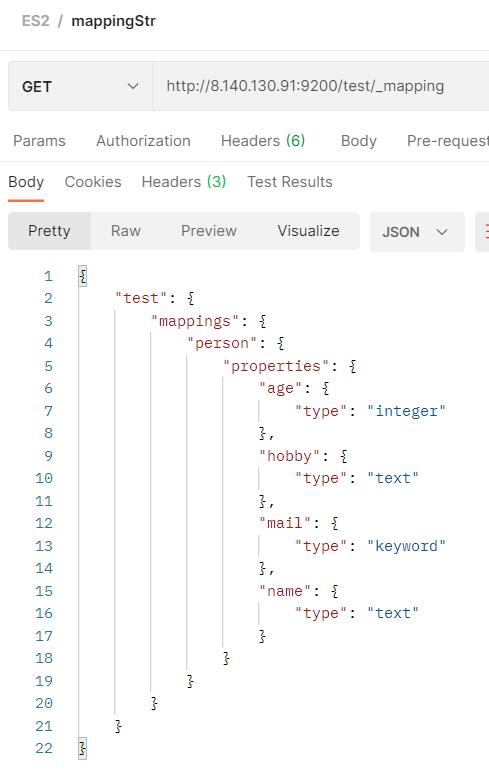 ES2 / mappingStr
GET http://8.140.130.91:9200/test/_mapping
Params Authorization Headers (6) Body Pre-request
Body Cookies Headers (3) Test Results
Pretty Raw Preview Visualize JSON
1 {
2 "test": {
3 "mappings": {
4 "person": {
5 "properties": {
6 "age": {
7 "type": "integer"
8 },
9 "hobby": {
10 "type": "text"
11 },
12 "mail": {
13 "type": "keyword"
14 },
15 "name": {
16 "type": "text"
17 }
18 }
19 }
20 }
21 }
22 }